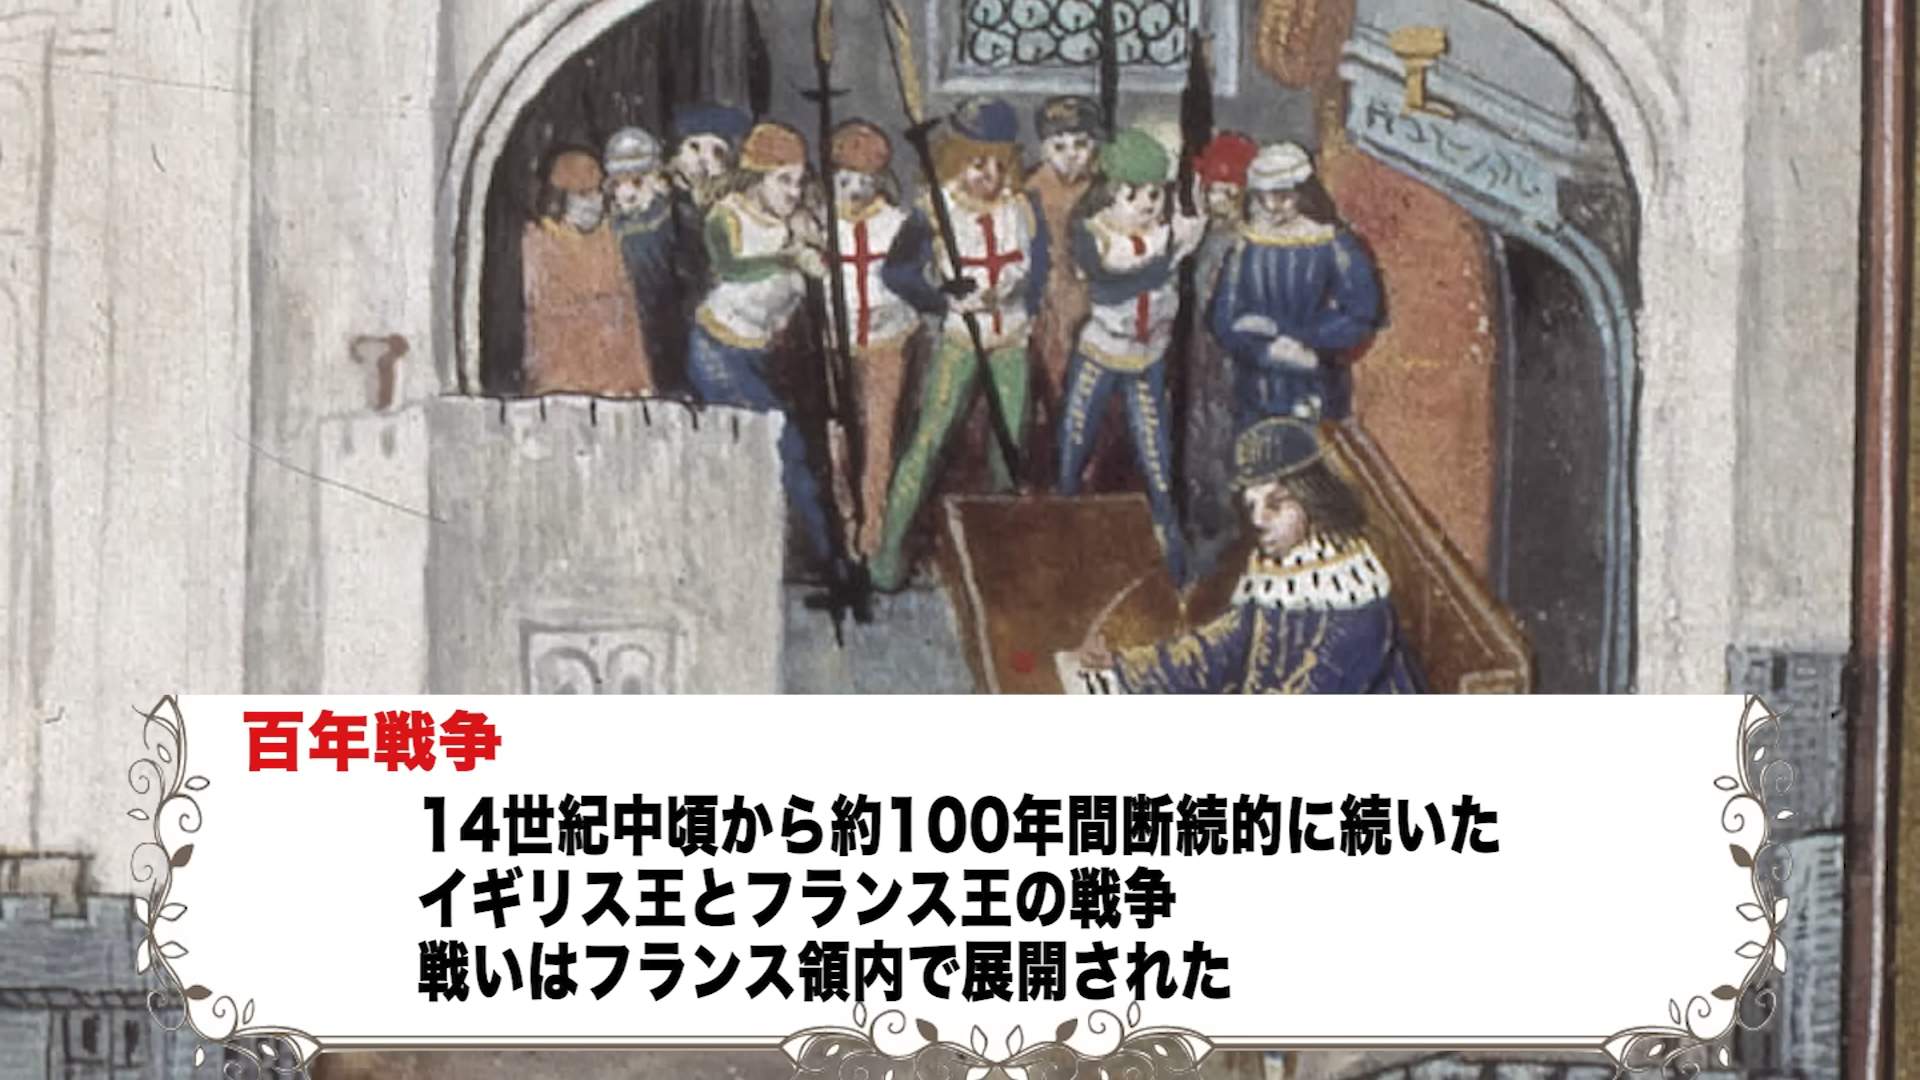 百年戦争
14世紀中頃から約100年間断続的に続いた
イギリス王とフランス王の戦争
戦いはフランス領内で展開された